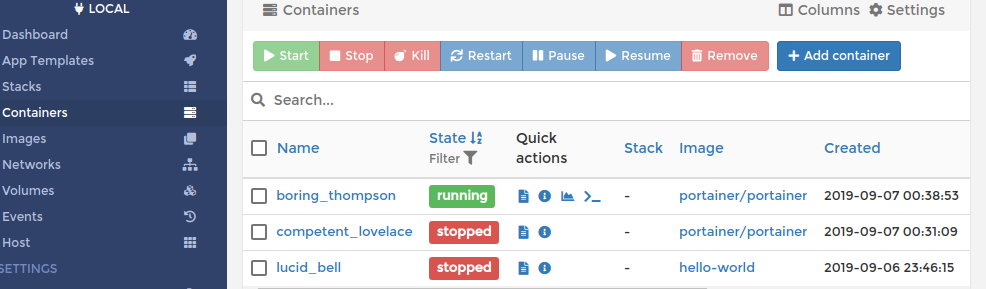 LOCAL
Dashboard
App Templates
Stacks
Containers
Images
Networks
Volumes
Events
Host
SETTINGS
Containers
Columns Settings
Start Stop Kill Restart Pause Resume Remove + Add container
Search...
Name State Filter Quick actions Stack Image Created
boring_thompson running - portainer/portainer 2019-09-07 00:38:53
competent_lovelace stopped - portainer/portainer 2019-09-07 00:31:09
lucid_bell stopped - hello-world 2019-09-06 23:46:15